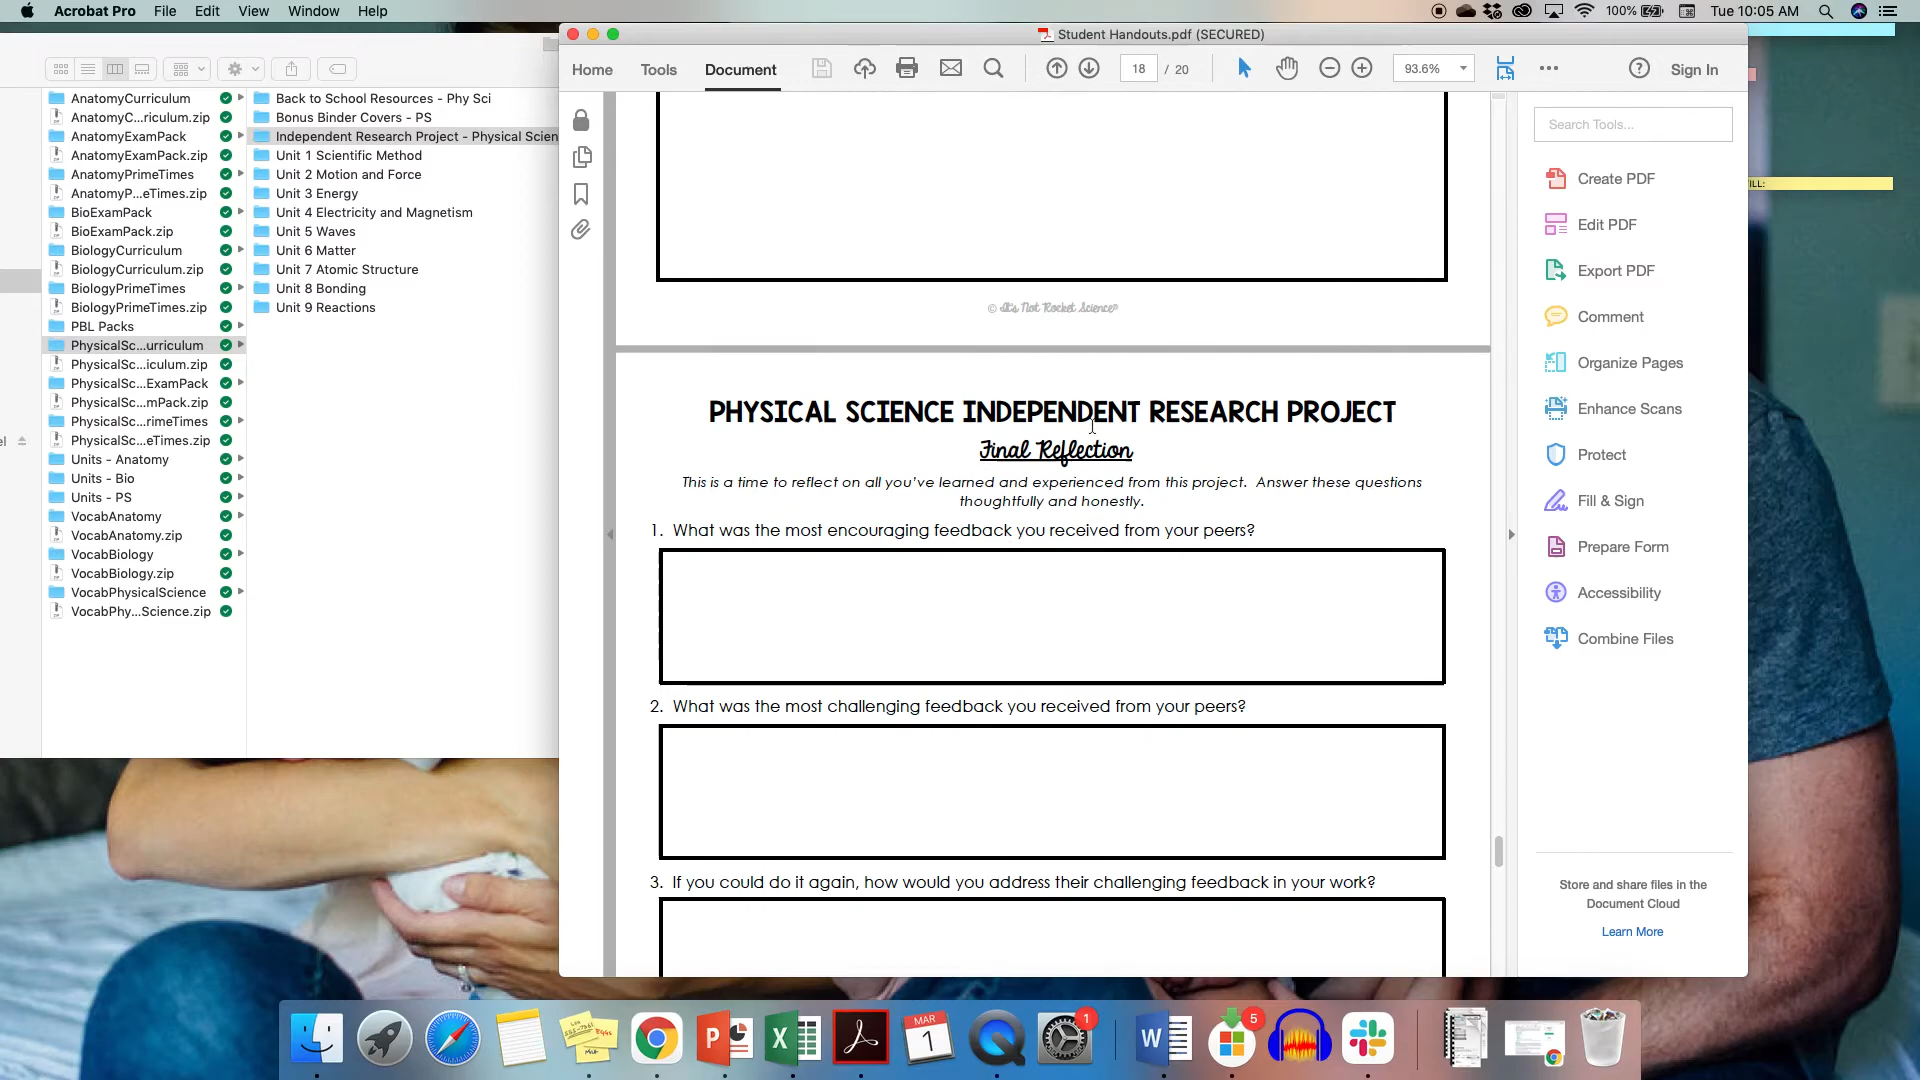 Acrobat Pro File Edit View Window Help
100% Tue 10:05 AM
Student Handouts.pdf (SECURED)
Home Tools Document 18 / 20 93.6% Sign In
AnatomyCurriculum
AnatomyC...riculum.zip
AnatomyExamPack
AnatomyExamPack.zip
AnatomyPrimeTimes
AnatomyP...eTimes.zip
BioExamPack
BioExamPack.zip
BiologyCurriculum
BiologyCurriculum.zip
BiologyPrimeTimes
BiologyPrimeTimes.zip
PBL Packs
PhysicalSc...urriculum
PhysicalSc...iculum.zip
PhysicalSc...ExamPack
PhysicalSc...mPack.zip
PhysicalSc...rimeTimes
PhysicalSc...eTimes.zip
Units - Anatomy
Units - Bio
Units - PS
VocabAnatomy
VocabAnatomy.zip
VocabBiology
VocabBiology.zip
VocabPhysicalScience
VocabPhy...Science.zip
el
Back to School Resources - Phy Sci
Bonus Binder Covers - PS
Independent Research Project - Physical Scien
Unit 1 Scientific Method
Unit 2 Motion and Force
Unit 3 Energy
Unit 4 Electricity and Magnetism
Unit 5 Waves
Unit 6 Matter
Unit 7 Atomic Structure
Unit 8 Bonding
Unit 9 Reactions
© It's Not Rocket Science®
PHYSICAL SCIENCE INDEPENDENT RESEARCH PROJECT
Final Reflection
This is a time to reflect on all you've learned and experienced from this project. Answer these questions
thoughtfully and honestly.
1. What was the most encouraging feedback you received from your peers?
2. What was the most challenging feedback you received from your peers?
3. If you could do it again, how would you address their challenging feedback in your work?
Search Tools...
Create PDF
Edit PDF
Export PDF
Comment
Organize Pages
Enhance Scans
Protect
Fill & Sign
Prepare Form
Accessibility
Combine Files
Store and share files in the
Document Cloud
Learn More
ILL:
MAR
1
1
5